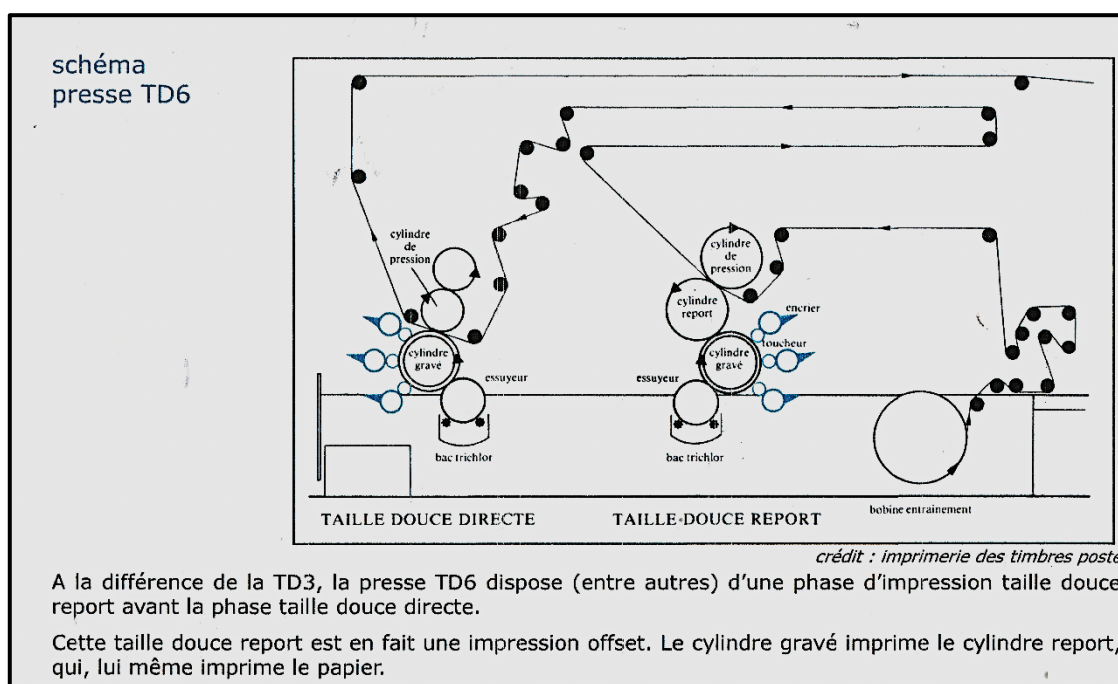 schéma
presse TD6
cylindre
de
pression
cylindre
gravé
essuyeur
bac trichlor
TAILLE DOUCE DIRECTE
cylindre
de
pression
cylindre
report
encrier
toucheur
cylindre
gravé
essuyeur
bac trichlor
TAILLE-DOUCE REPORT
bobine entrainement
crédit : imprimerie des timbres poste
A la différence de la TD3, la presse TD6 dispose (entre autres) d'une phase d'impression taille douce
report avant la phase taille douce directe.
Cette taille douce report est en fait une impression offset. Le cylindre gravé imprime le cylindre report,
qui, lui même imprime le papier.